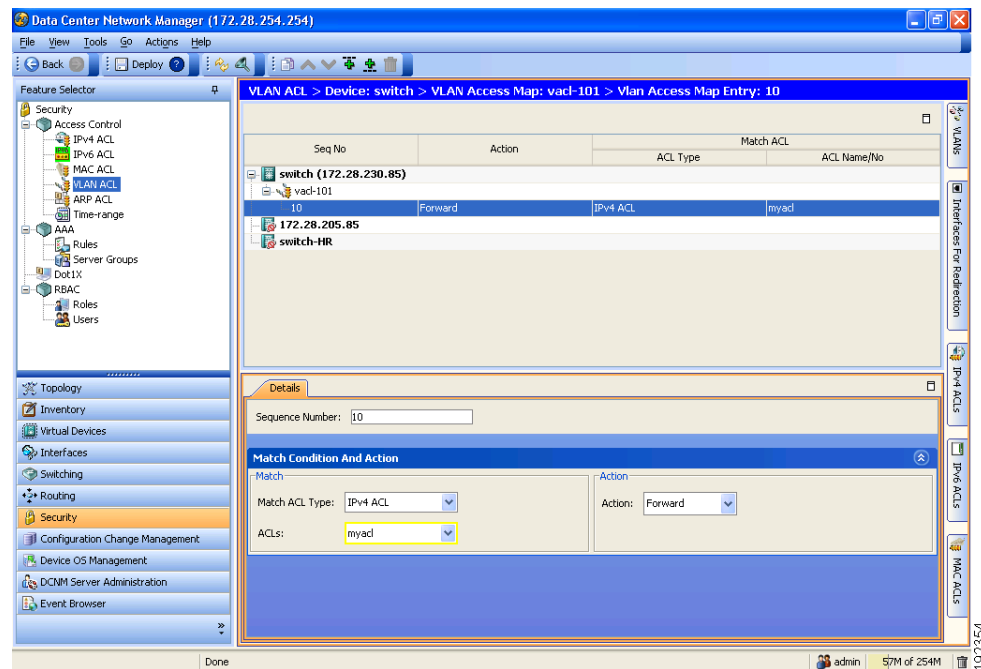 Data Center Network Manager (172.28.254.254)
File View Tools Go Actions Help
Back Deploy
Feature Selector
Security
Access Control
IPv4 ACL
IPv6 ACL
MAC ACL
VLAN ACL
ARP ACL
Time-range
AAA
Rules
Server Groups
Dot1X
RBAC
Roles
Users
Topology
Inventory
Virtual Devices
Interfaces
Switching
Routing
Security
Configuration Change Management
Device OS Management
DCNM Server Administration
Event Browser
VLAN ACL > Device: switch > VLAN Access Map: vacl-101 > Vlan Access Map Entry: 10
Seq No Action Match ACL
ACL Type ACL Name/No
switch (172.28.230.85)
vacl-101
10 Forward IPv4 ACL myacl
172.28.205.85
switch-HR
Details
Sequence Number: 10
Match Condition And Action
Match
Match ACL Type: IPv4 ACL
ACLs: myacl
Action
Action: Forward
VLANs
Interfaces For Redirection
IPv4 ACLs
IPv6 ACLs
MAC ACLs
Done admin 57M of 254M
192354